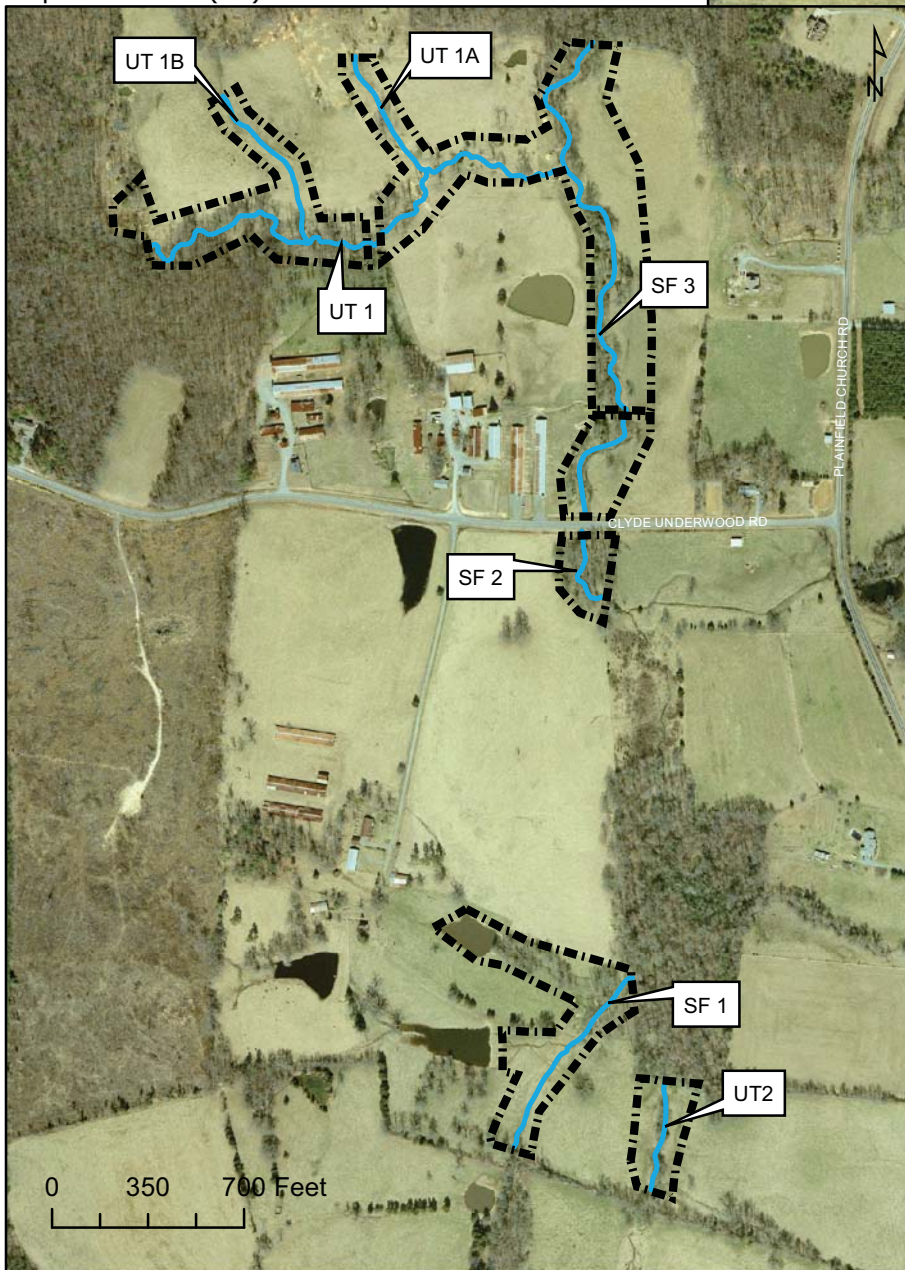 UT 1B
UT 1A
N
UT 1
SF 3
PLAINFIELD CHURCH RD
CLYDE UNDERWOOD RD
SF 2
SF 1
UT2
0 350 700 Feet